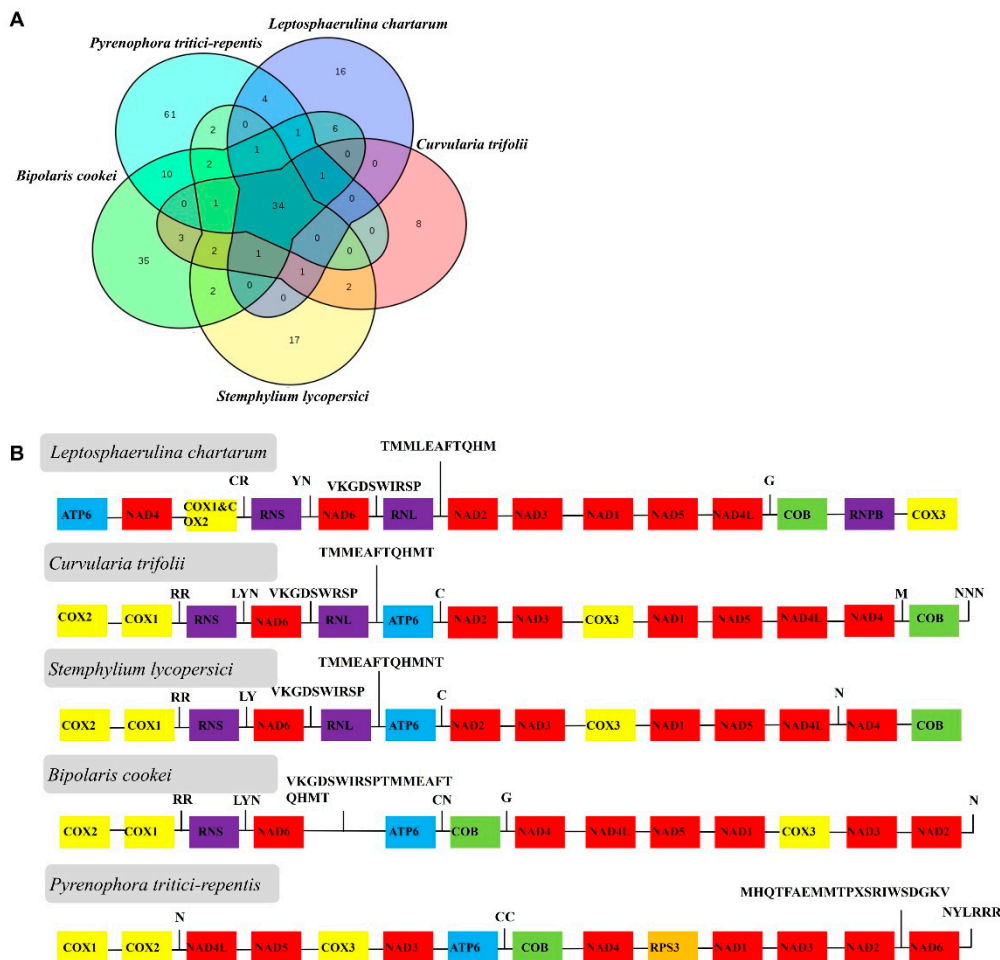 A
Leptosphaerulina chartarum
Pyrenophora tritici-repentis
16
4
61
2
0
1
6
Curvularia trifolii
1
0
0
Bipolaris cookei
2
10
1
0
34
0
1
8
0
3
0
0
2
1
35
1
2
0
0
2
17
Stemphylium lycopersici
B
Leptosphaerulina chartarum
TMMLEAFTQHM
CR YN VKGDSWIRSP G
ATP6 NAD4 COX1&C
OX2 RNS NAD6 RNL NAD2 NAD3 NAD1 NAD5 NAD4L COB RNPB COX3
Curvularia trifolii
TMMEAFTQHMT
RR LYN VKGDSWRSP C M NNN
COX2 COX1 RNS NAD6 RNL ATP6 NAD2 NAD3 COX3 NAD1 NAD5 NAD4L NAD4 COB
Stemphylium lycopersici
TMMEAFTQHMNT
RR LY VKGDSWIRSP C N
COX2 COX1 RNS NAD6 RNL ATP6 NAD2 NAD3 COX3 NAD1 NAD5 NAD4L NAD4 COB
Bipolaris cookei
VKGDSWIRSPTMMEAFT
QHMT
RR LYN CN G N
COX2 COX1 RNS NAD6 ATP6 COB NAD4 NAD4L NAD5 NAD1 COX3 NAD3 NAD2
Pyrenophora tritici-repentis
MHQTFAEMMTPXSRIWSDGKV
N CC NYLRRR
COX1 COX2 NAD4L NAD5 COX3 NAD3 ATP6 COB NAD4 RPS3 NAD1 NAD3 NAD2 NAD6